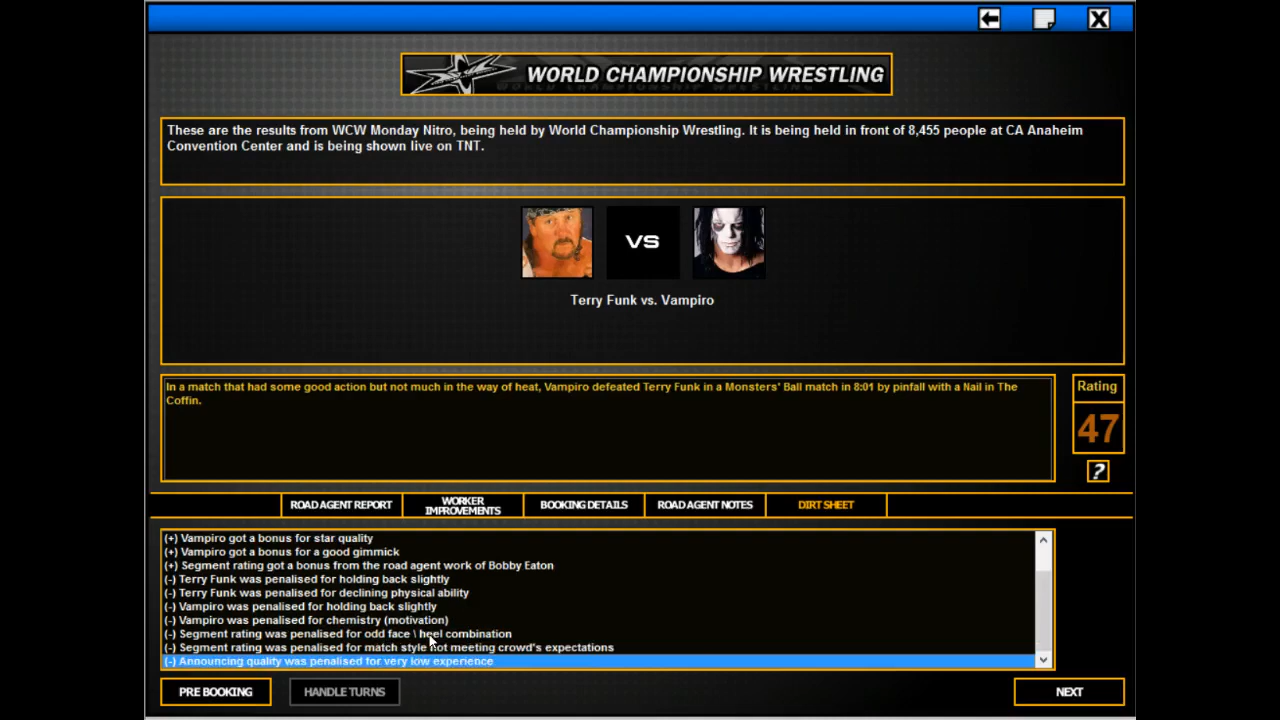 WORLD CHAMPIONSHIP WRESTLING
These are the results from WCW Monday Nitro, being held by World Championship Wrestling. It is being held in front of 8,455 people at CA Anaheim
Convention Center and is being shown live on TNT.
VS
Terry Funk vs. Vampiro
In a match that had some good action but not much in the way of heat, Vampiro defeated Terry Funk in a Monsters' Ball match in 8:01 by pinfall with a Nail in The
Coffin.
Rating
47
?
ROAD AGENT REPORT
WORKER
IMPROVEMENTS
BOOKING DETAILS
ROAD AGENT NOTES
DIRT SHEET
(+) Vampiro got a bonus for star quality
(+) Vampiro got a bonus for a good gimmick
(+) Segment rating got a bonus from the road agent work of Bobby Eaton
(-) Terry Funk was penalised for holding back slightly
(-) Terry Funk was penalised for declining physical ability
(-) Vampiro was penalised for holding back slightly
(-) Vampiro was penalised for chemistry (motivation)
(-) Segment rating was penalised for odd face \ heel combination
(-) Segment rating was penalised for match style not meeting crowd's expectations
(-) Announcing quality was penalised for very low experience
PRE BOOKING
HANDLE TURNS
NEXT